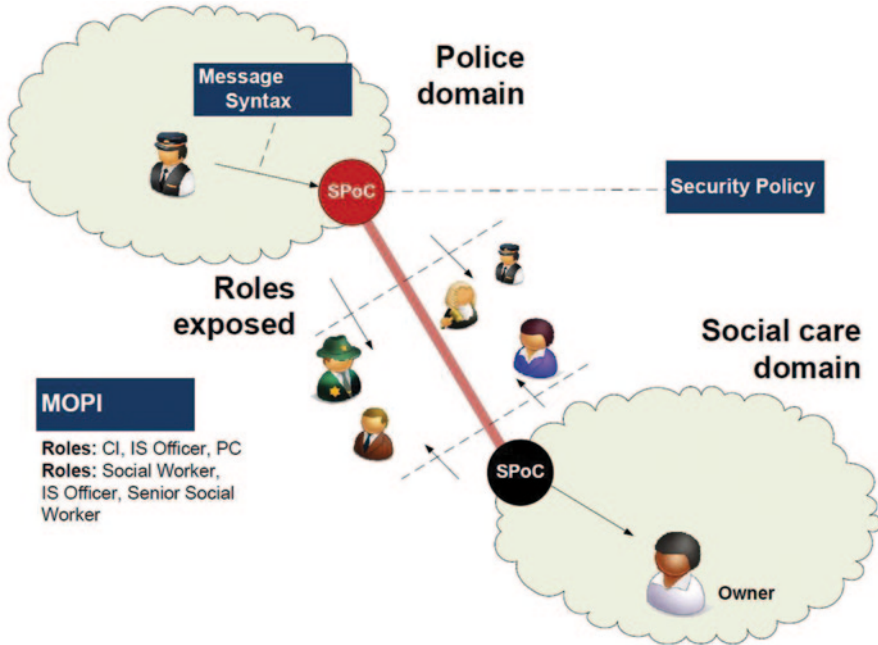 Police
domain
Message
Syntax
SPoC
Security Policy
Roles
exposed
Social care
domain
MOPI
Roles: CI, IS Officer, PC
Roles: Social Worker,
IS Officer, Senior Social
Worker
SPoC
Owner